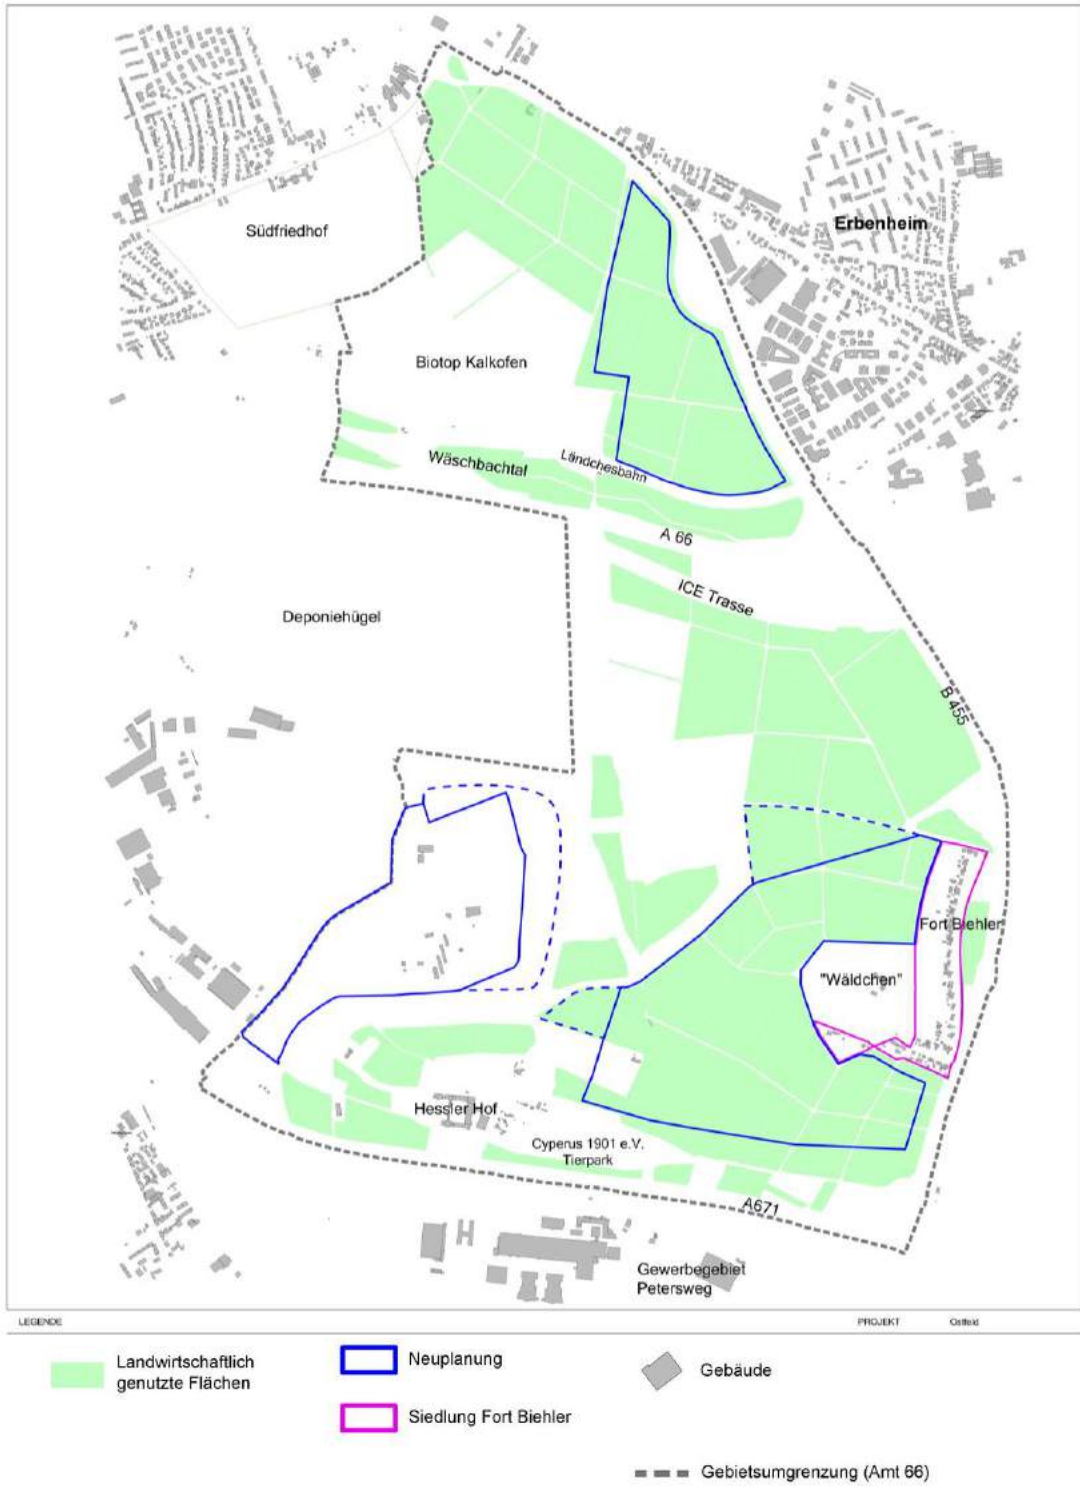 Erbenheim
Südfriedhof
Biotop Kalkofen
Wäschbachtal
Ländchesbahn
A 66
ICE Trasse
Deponiehügel
B 455
Fort Biehler
"Wäldchen"
Hessler Hof
Cyperus 1901 e.V.
Tierpark
A671
Gewerbegebiet
Petersweg
LEGENDE
PROJEKT Ostfeld
Landwirtschaftlich
genutzte Flächen
Neuplanung
Gebäude
Siedlung Fort Biehler
Gebietsumgrenzung (Amt 66)